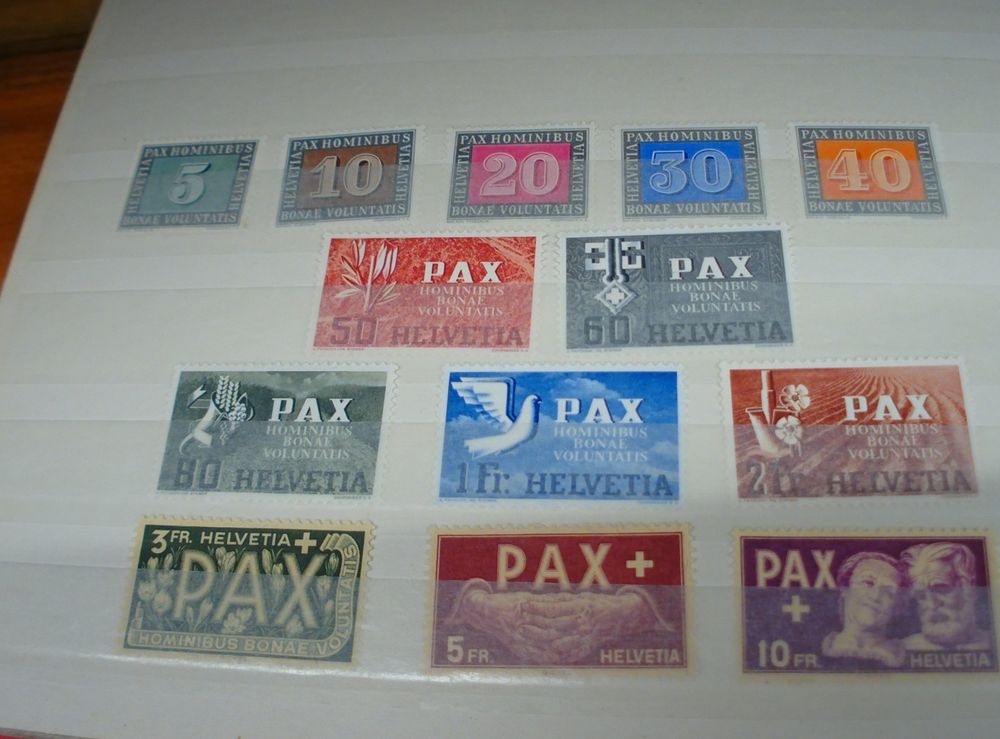 PAX HOMINIBUS
HELVETIA 5 HELVETIA
BONAE VOLUNTATIS
PAX HOMINIBUS
HELVETIA 10 HELVETIA
BONAE VOLUNTATIS
PAX HOMINIBUS
HELVETIA 20 HELVETIA
BONAE VOLUNTATIS
PAX HOMINIBUS
HELVETIA 30 HELVETIA
BONAE VOLUNTATIS
PAX HOMINIBUS
HELVETIA 40 HELVETIA
BONAE VOLUNTATIS
PAX
HOMINIBUS
BONAE
VOLUNTATIS
50 HELVETIA
PAX
HOMINIBUS
BONAE
VOLUNTATIS
60 HELVETIA
PAX
HOMINIBUS
BONAE
VOLUNTATIS
80 HELVETIA
PAX
HOMINIBUS
BONAE
VOLUNTATIS
1 Fr. HELVETIA
PAX
HOMINIBUS
BONAE
VOLUNTATIS
2 Fr. HELVETIA
3 FR. HELVETIA +
PAX
HOMINIBUS BONAE VOLUNTATIS
PAX +
5 FR. HELVETIA
PAX
+
10 FR. HELVETIA